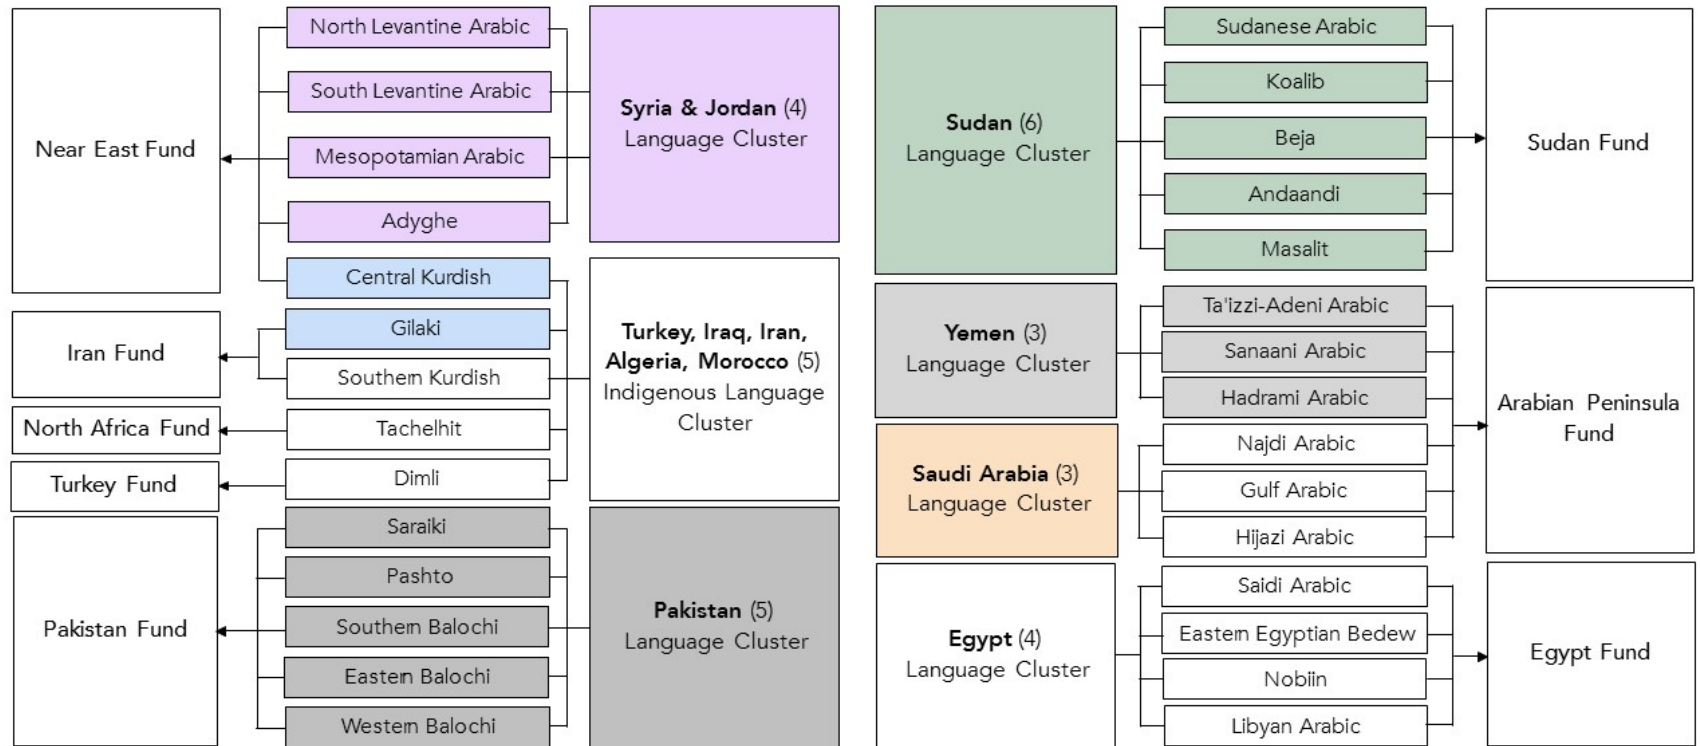 Near East Fund
North Levantine Arabic
South Levantine Arabic
Mesopotamian Arabic
Adyghe
Syria & Jordan (4)
Language Cluster
Central Kurdish
Iran Fund
Gilaki
Southern Kurdish
North Africa Fund
Tachelhit
Turkey Fund
Dimli
Turkey, Iraq, Iran,
Algeria, Morocco (5)
Indigenous Language
Cluster
Pakistan Fund
Saraiki
Pashto
Southern Balochi
Eastern Balochi
Western Balochi
Pakistan (5)
Language Cluster
Sudan (6)
Language Cluster
Sudanese Arabic
Koalib
Beja
Andaandi
Masalit
Sudan Fund
Yemen (3)
Language Cluster
Ta'izzi-Adeni Arabic
Sanaani Arabic
Hadrami Arabic
Saudi Arabia (3)
Language Cluster
Najdi Arabic
Gulf Arabic
Hijazi Arabic
Arabian Peninsula
Fund
Egypt (4)
Language Cluster
Saidi Arabic
Eastern Egyptian Bedew
Nobiin
Libyan Arabic
Egypt Fund